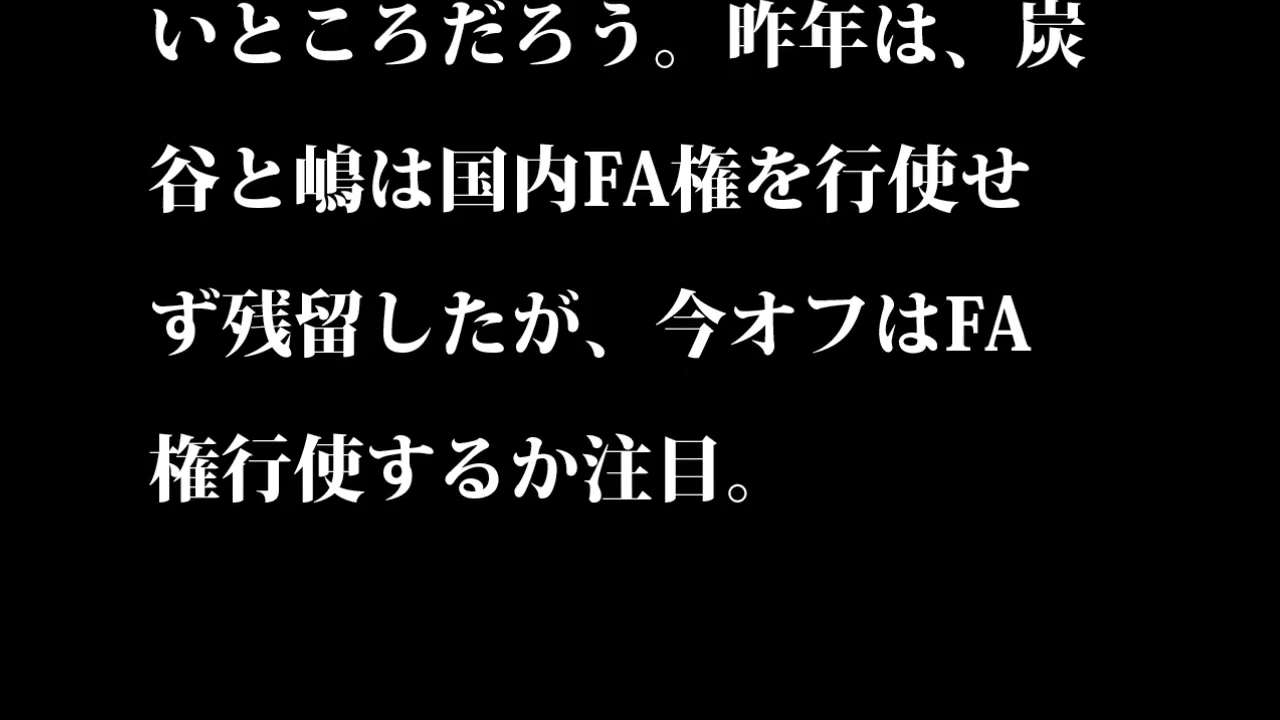 いところだろう。昨年は、炭
谷と嶋は国内FA権を行使せ
ず残留したが、今オフはFA
権行使するか注目。